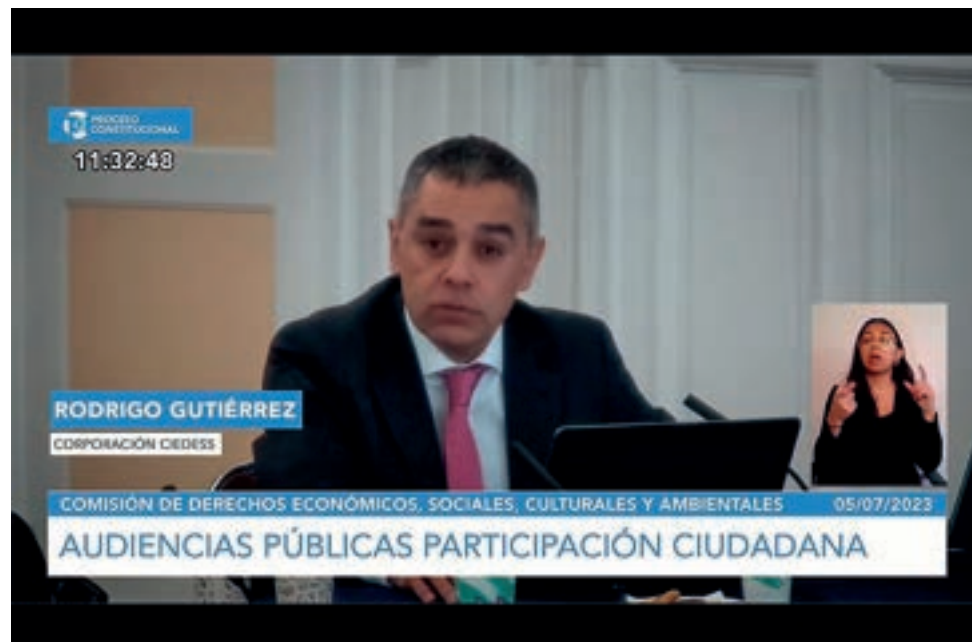 PROCESO
CONSTITUCIONAL
11:32:48
RODRIGO GUTIÉRREZ
CORPORACIÓN CIEDESS
COMISIÓN DE DERECHOS ECONÓMICOS, SOCIALES, CULTURALES Y AMBIENTALES 05/07/2023
AUDIENCIAS PÚBLICAS PARTICIPACIÓN CIUDADANA